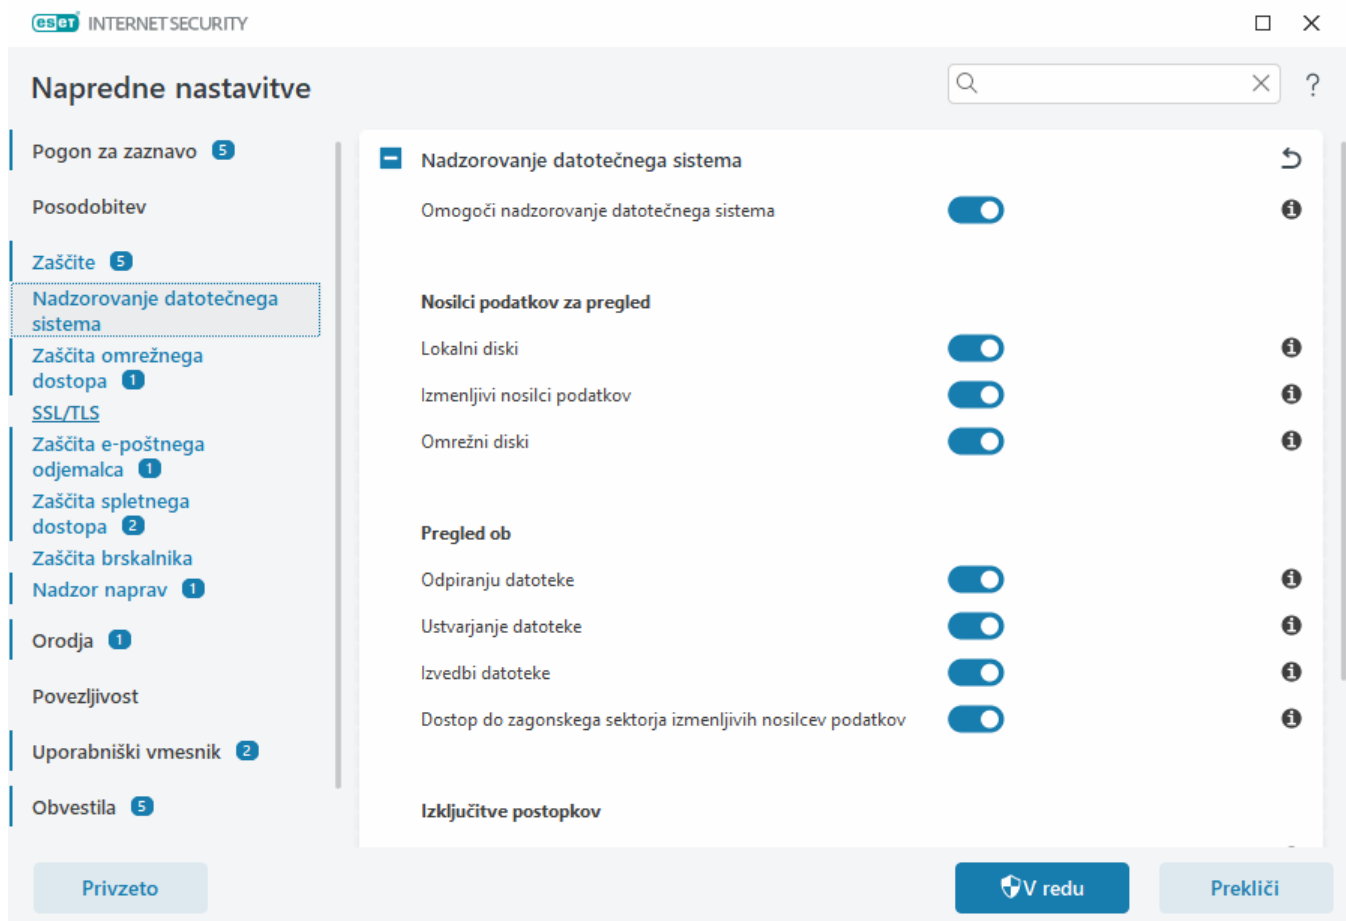 eset INTERNET SECURITY
Napredne nastavitve
?
Pogon za zaznavo 5
Posodobitev
Zaščite 5
Nadzorovanje datotečnega
sistema
Zaščita omrežnega
dostopa 1
SSL/TLS
Zaščita e-poštnega
odjemalca 1
Zaščita spletnega
dostopa 2
Zaščita brskalnika
Nadzor naprav 1
Orodja 1
Povezljivost
Uporabniški vmesnik 2
Obvestila 5
Nadzorovanje datotečnega sistema
Omogoči nadzorovanje datotečnega sistema
Nosilci podatkov za pregled
Lokalni diski
Izmenljivi nosilci podatkov
Omrežni diski
Pregled ob
Odpiranju datoteke
Ustvarjanje datoteke
Izvedbi datoteke
Dostop do zagonskega sektorja izmenljivih nosilcev podatkov
Izključitve postopkov
Privzeto
V redu
Prekliči